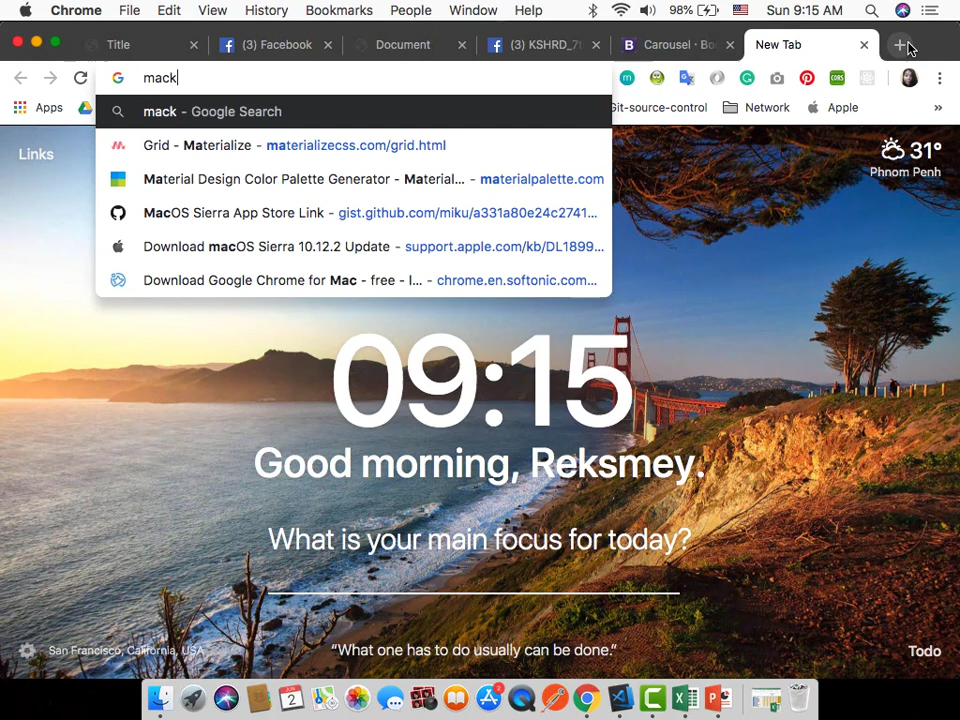 Chrome File Edit View History Bookmarks People Window Help 98% Sun 9:15 AM
Title (3) Facebook Document (3) KSHRD_7t Carousel · Boo New Tab
mack
Apps Git-source-control Network Apple »
mack - Google Search
Grid - Materialize - materializecss.com/grid.html
Material Design Color Palette Generator - Material... - materialpalette.com
MacOS Sierra App Store Link - gist.github.com/miku/a331a80e24c2741...
Download macOS Sierra 10.12.2 Update - support.apple.com/kb/DL1899...
Download Google Chrome for Mac - free - l... - chrome.en.softonic.com...
Links
31°
Phnom Penh
09:15
Good morning, Reksmey.
What is your main focus for today?
San Francisco, California, USA
“What one has to do usually can be done.”
Todo